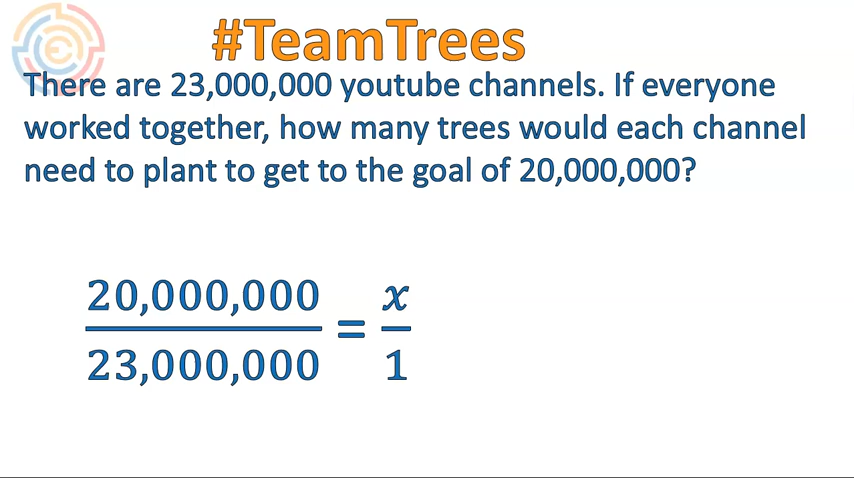 #TeamTrees
There are 23,000,000 youtube channels. If everyone
worked together, how many trees would each channel
need to plant to get to the goal of 20,000,000?
20,000,000
23,000,000
=
x
1